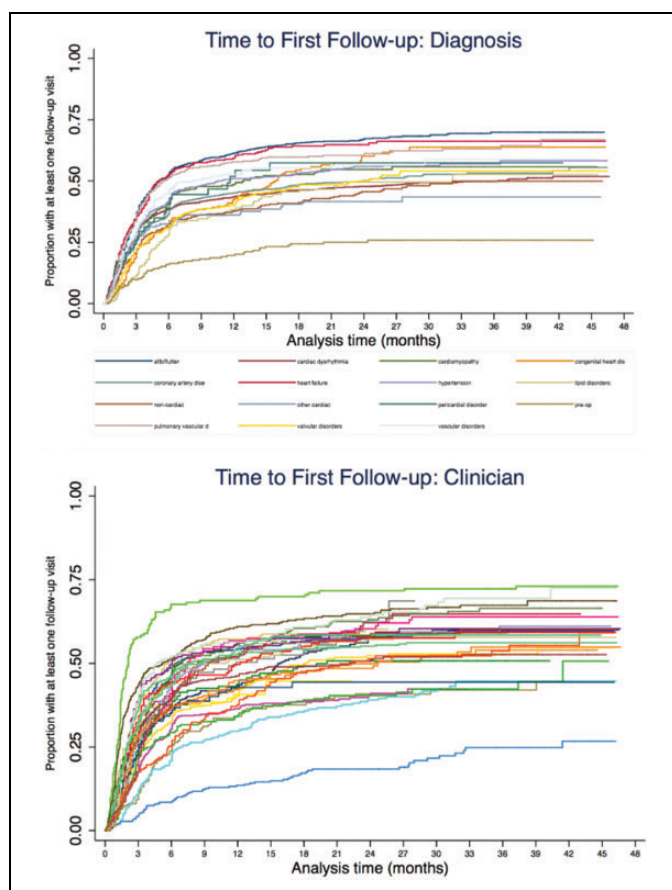 Time to First Follow-up: Diagnosis
Proportion with at least one follow-up visit
1.00
0.75
0.50
0.25
0.00
0 3 6 9 12 15 18 21 24 27 30 33 36 39 42 45 48
Analysis time (months)
afib/flutter cardiac dysrhythmia cardiomyopathy congenital heart dis
coronary artery dise heart failure hypertension lipid disorders
non-cardiac other cardiac pericardial disorder pre-op
pulmonary vascular d valvular disorders vascular disorders
Time to First Follow-up: Clinician
Proportion with at least one follow-up visit
1.00
0.75
0.50
0.25
0.00
0 3 6 9 12 15 18 21 24 27 30 33 36 39 42 45 48
Analysis time (months)